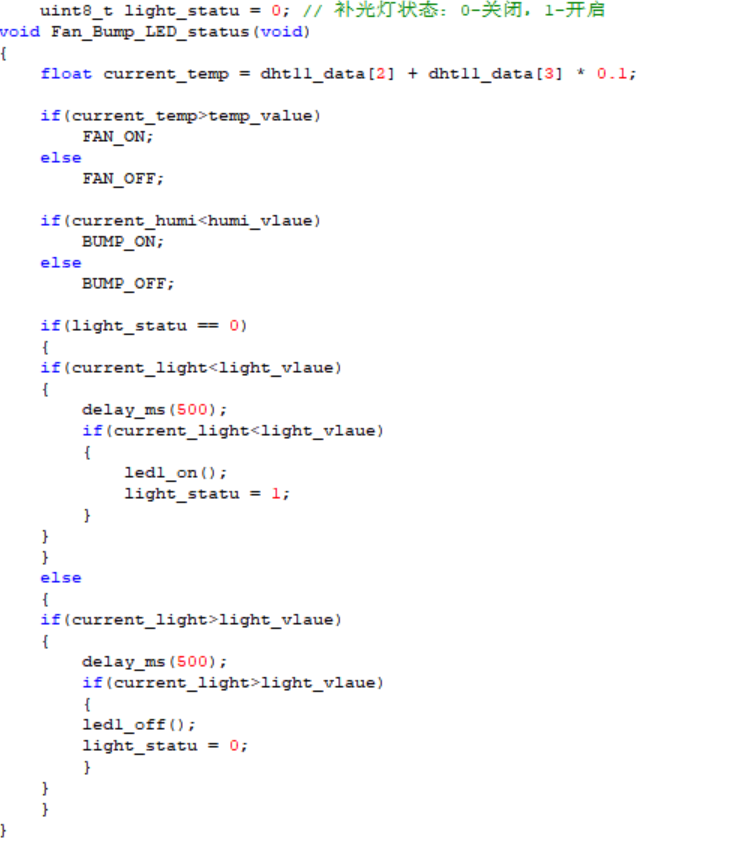 uint8_t light_statu = 0; // 补光灯状态：0-关闭，1-开启
void Fan_Bump_LED_status(void)
{
float current_temp = dht11_data[2] + dht11_data[3] * 0.1;
if(current_temp>temp_value)
FAN_ON;
else
FAN_OFF;
if(current_humi<humi_vlaue)
BUMP_ON;
else
BUMP_OFF;
if(light_statu == 0)
{
if(current_light<light_vlaue)
{
delay_ms(500);
if(current_light<light_vlaue)
{
led1_on();
light_statu = 1;
}
}
}
else
{
if(current_light>light_vlaue)
{
delay_ms(500);
if(current_light>light_vlaue)
{
led1_off();
light_statu = 0;
}
}
}
}